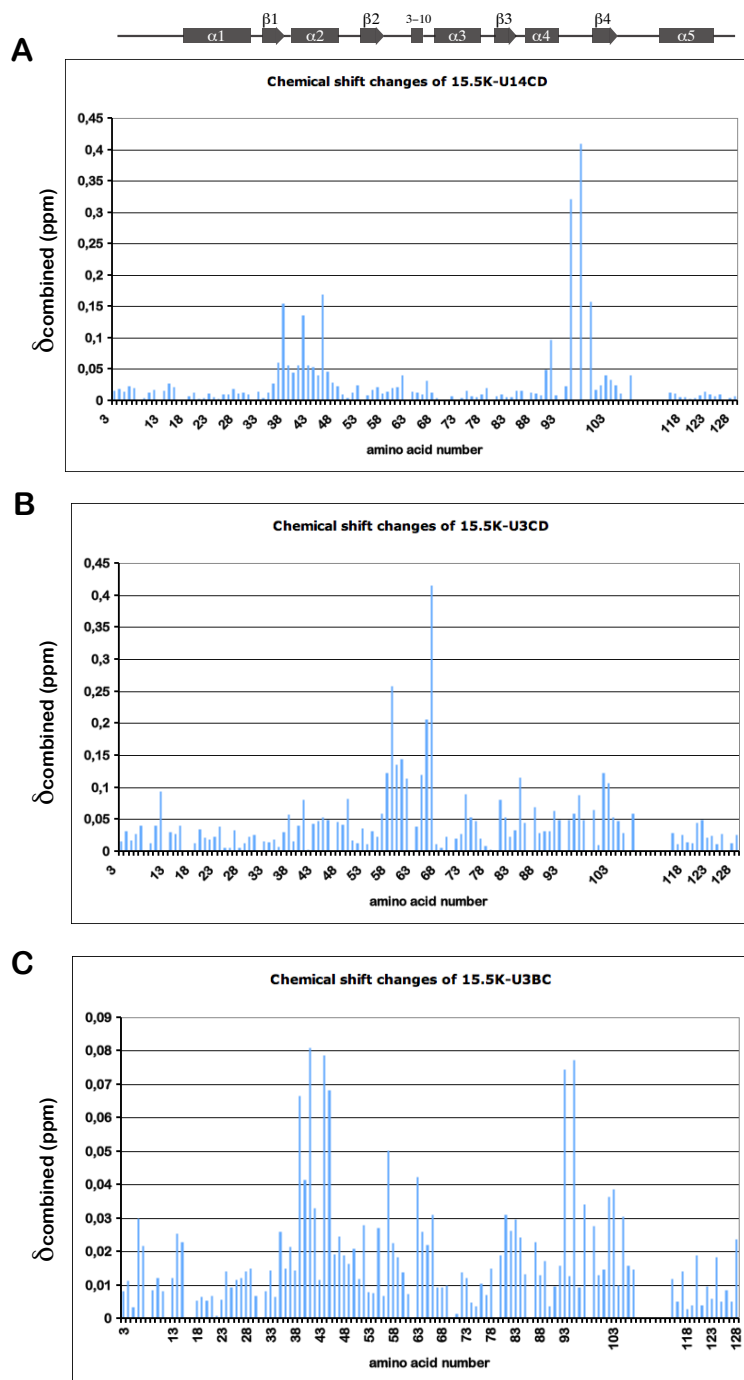 β1 β2 3–10 β3 β4
α1 α2 α3 α4 α5
A
Chemical shift changes of 15.5K-U14CD
δcombined (ppm)
0,45
0,4
0,35
0,3
0,25
0,2
0,15
0,1
0,05
0
3 13 18 23 28 33 38 43 48 53 58 63 68 73 78 83 88 93 103 118 123 128
amino acid number
B
Chemical shift changes of 15.5K-U3CD
δcombined (ppm)
0,45
0,4
0,35
0,3
0,25
0,2
0,15
0,1
0,05
0
3 13 18 23 28 33 38 43 48 53 58 63 68 73 78 83 88 93 103 118 123 128
amino acid number
C
Chemical shift changes of 15.5K-U3BC
δcombined (ppm)
0,09
0,08
0,07
0,06
0,05
0,04
0,03
0,02
0,01
0
3 13 18 23 28 33 38 43 48 53 58 63 68 73 78 83 88 93 103 118 123 128
amino acid number